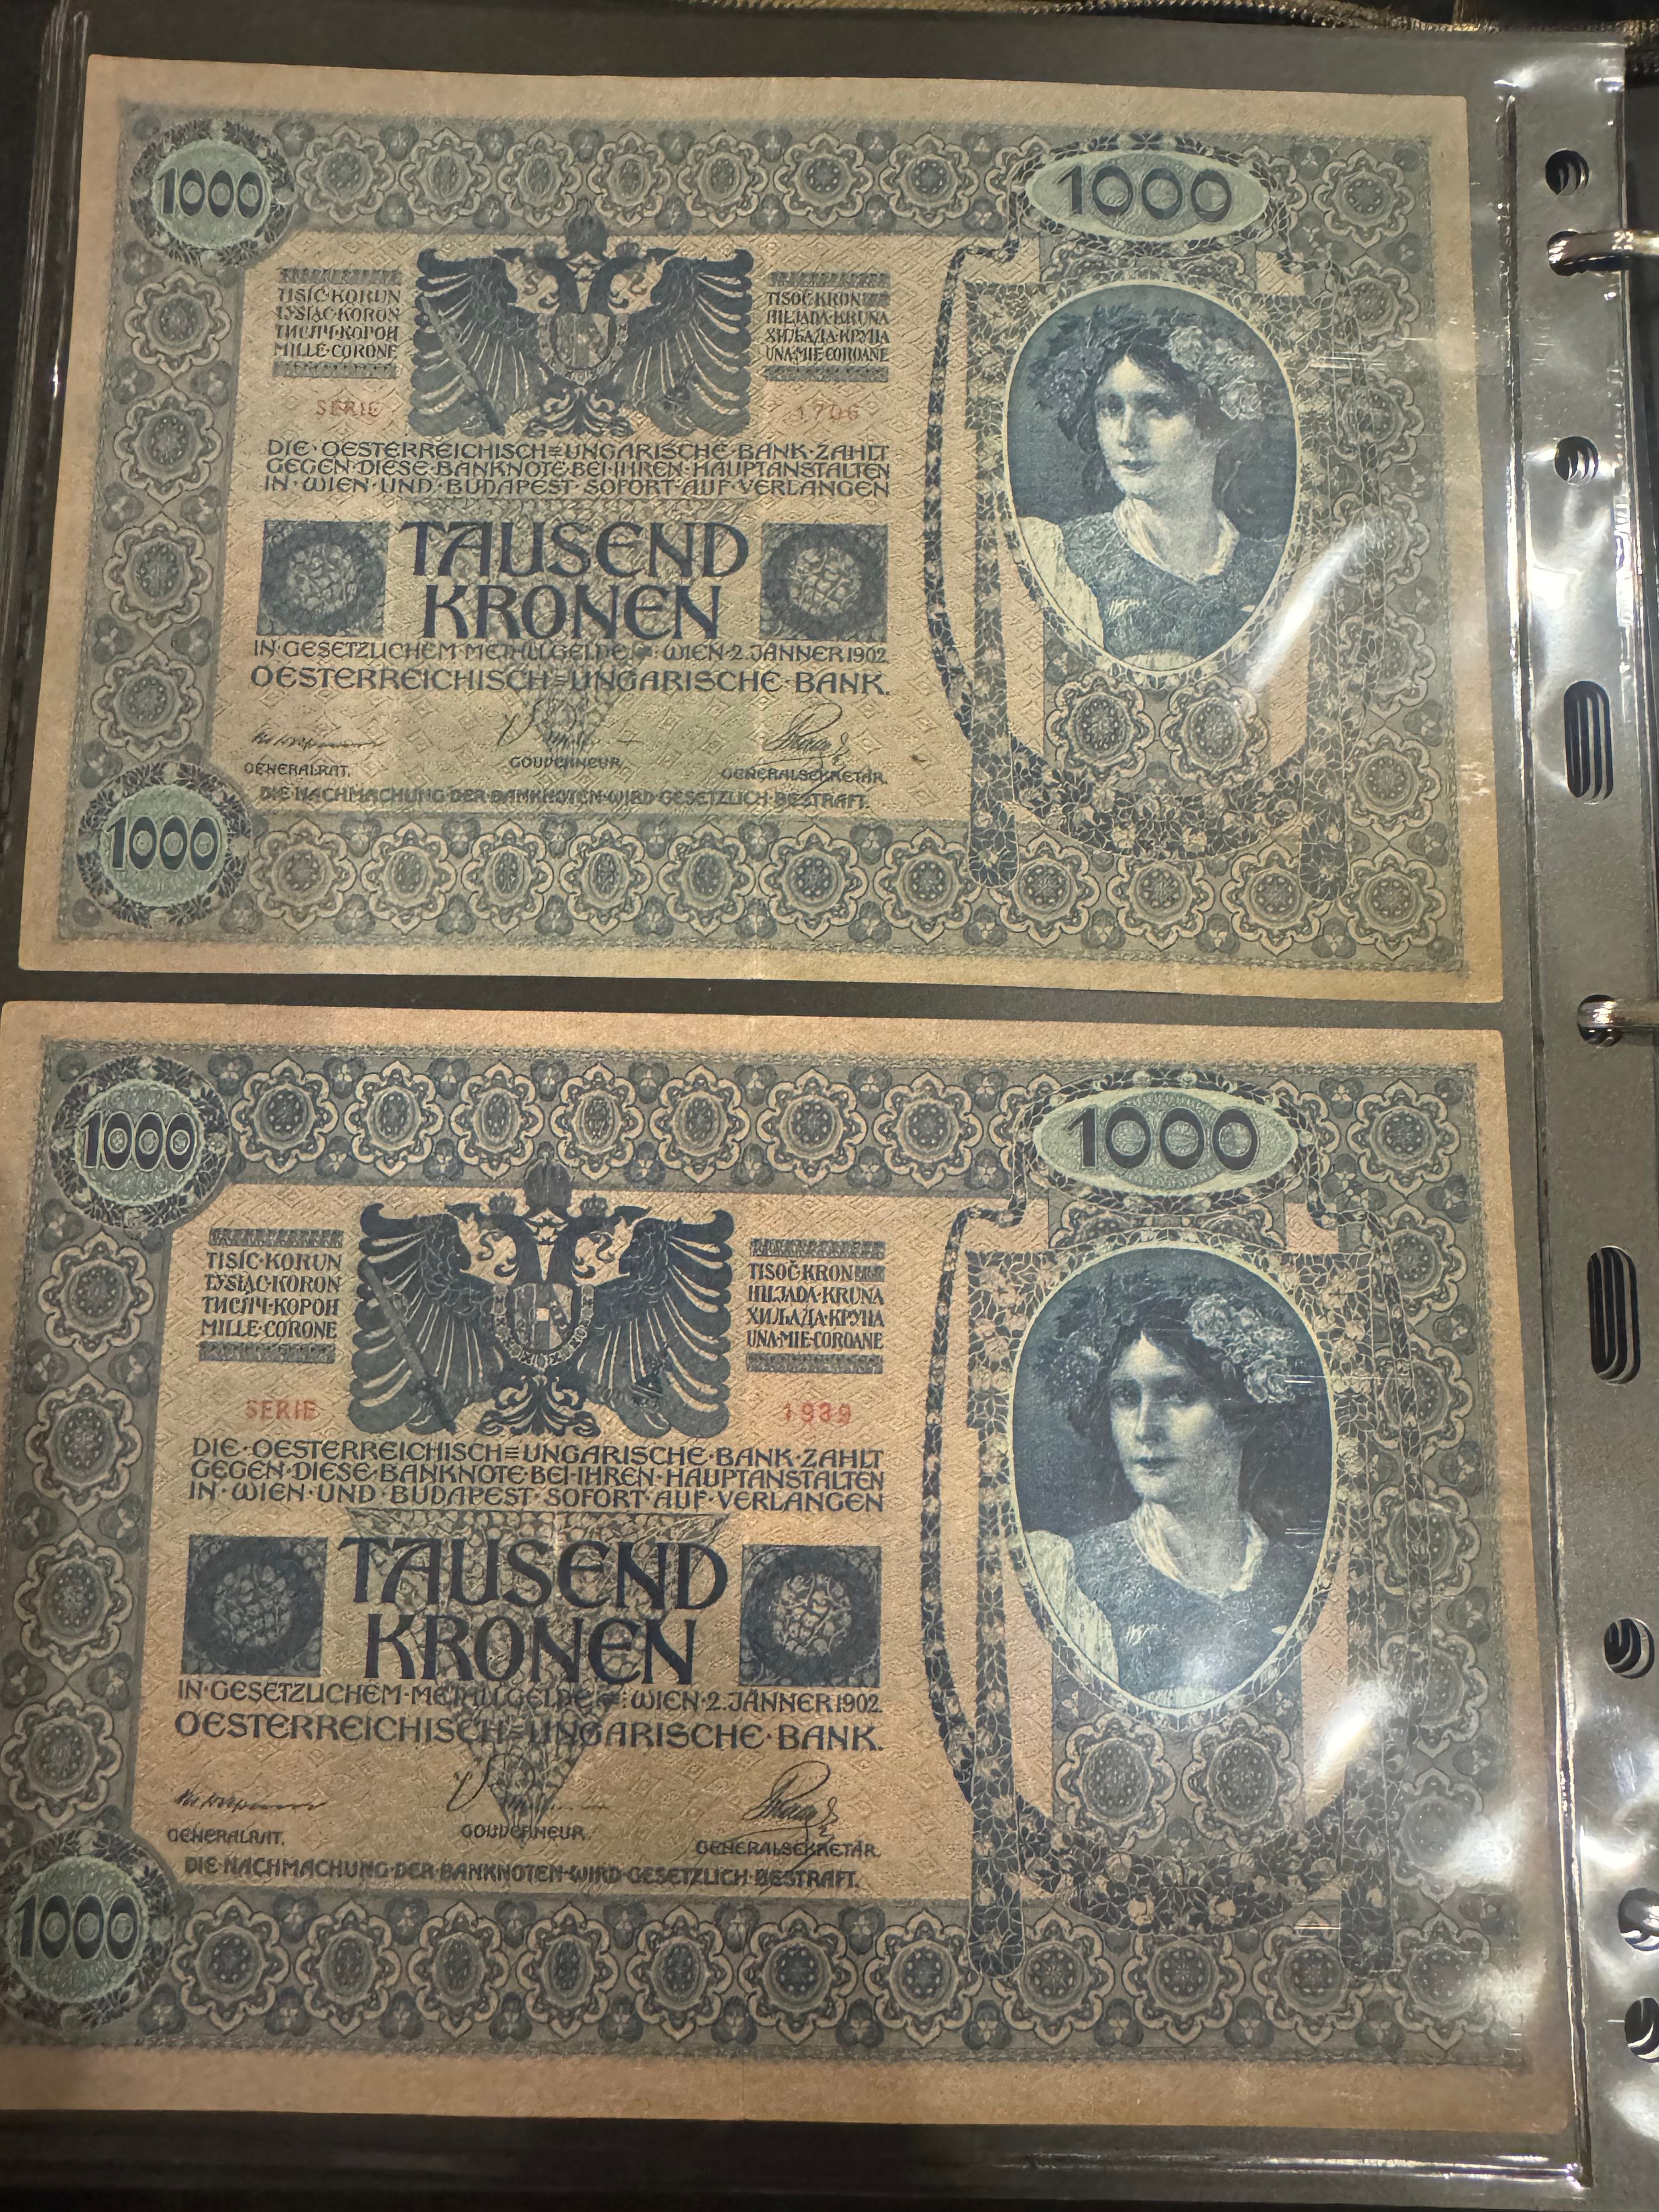 1000
1000
TISÍC·KORUN
TYSIĄC·KORON
ТИСЯЧ·КОРОН
MILLE·CORONE
TISOČ KRON
HILJADA·KRUNA
ХИЉАДА·КРУНА
UNA·MIE·COROANE
SERIE
1706
DIE·OESTERREICHISCH=UNGARISCHE·BANK·ZAHLT
GEGEN·DIESE·BANKNOTE·BEI·IHREN·HAUPTANSTALTEN
IN·WIEN·UND·BUDAPEST·SOFORT·AUF·VERLANGEN
TAUSEND
KRONEN
IN·GESETZLICHEM·METALLGELDE·:·WIEN·2.JÄNNER1902.
OESTERREICHISCH=UNGARISCHE·BANK.
GENERALRAT.
GOUVERNEUR.
GENERALSEKRETÄR.
DIE·NACHMACHUNG·DER·BANKNOTEN·WIRD·GESETZLICH·BESTRAFT.
1000
1000
1000
TISÍC·KORUN
TYSIĄC·KORON
ТИСЯЧ·КОРОН
MILLE·CORONE
TISOČ KRON
HILJADA·KRUNA
ХИЉАДА·КРУНА
UNA·MIE·COROANE
SERIE
1939
DIE·OESTERREICHISCH=UNGARISCHE·BANK·ZAHLT
GEGEN·DIESE·BANKNOTE·BEI·IHREN·HAUPTANSTALTEN
IN·WIEN·UND·BUDAPEST·SOFORT·AUF·VERLANGEN
TAUSEND
KRONEN
IN·GESETZLICHEM·METALLGELDE·:·WIEN·2.JÄNNER1902.
OESTERREICHISCH=UNGARISCHE·BANK.
GENERALRAT.
GOUVERNEUR.
GENERALSEKRETÄR.
DIE·NACHMACHUNG·DER·BANKNOTEN·WIRD·GESETZLICH·BESTRAFT.
1000